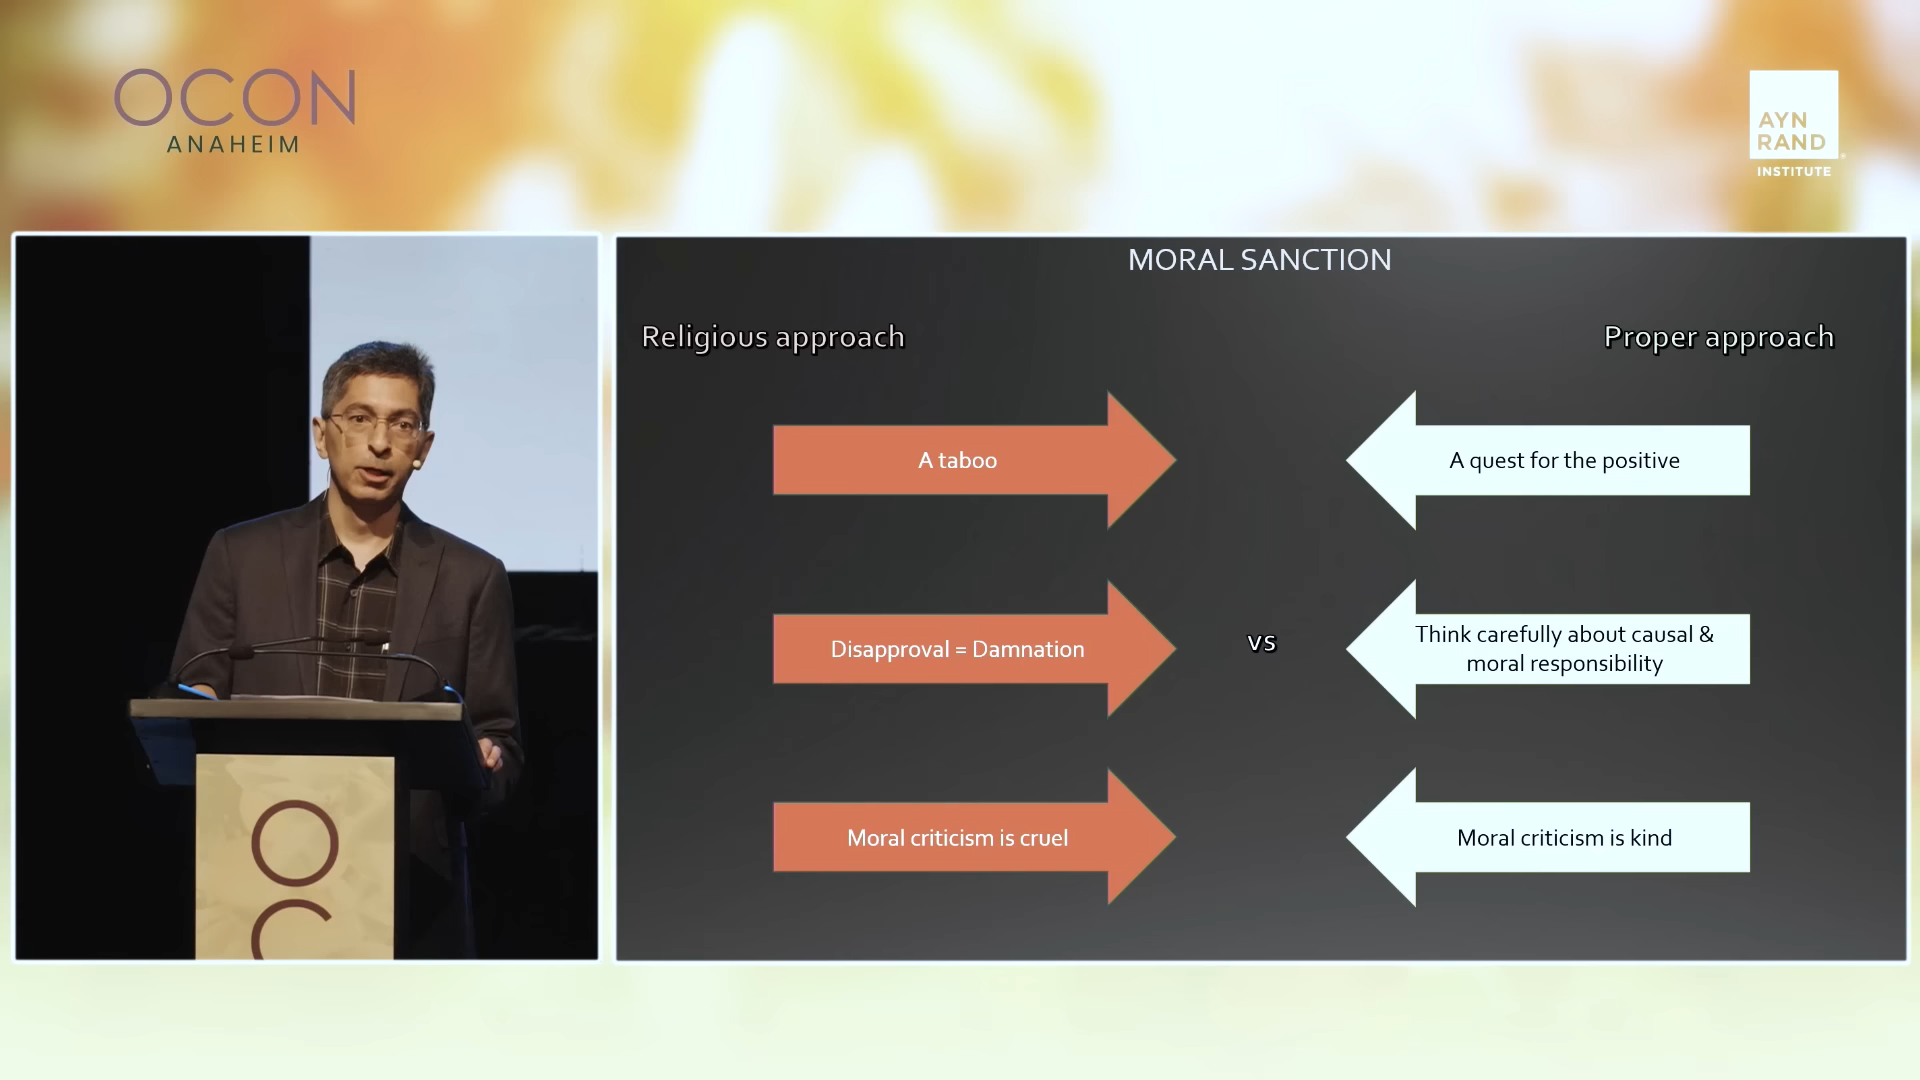 OCON
ANAHEIM
AYN
RAND
INSTITUTE
MORAL SANCTION
Religious approach
Proper approach
A taboo
A quest for the positive
Disapproval = Damnation
vs
Think carefully about causal &
moral responsibility
Moral criticism is cruel
Moral criticism is kind
OC